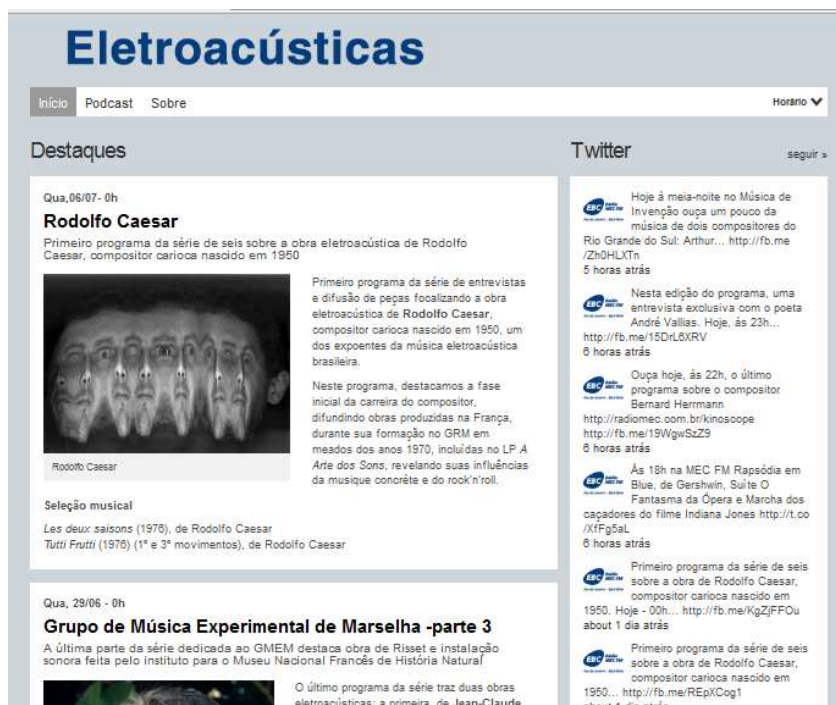 Eletroacústicas
Início Podcast Sobre
Horário
Destaques
Qua,06/07- 0h
Rodolfo Caesar
Primeiro programa da série de seis sobre a obra eletroacústica de Rodolfo
Caesar, compositor carioca nascido em 1950
Primeiro programa da série de entrevistas
e difusão de peças focalizando a obra
eletroacústica de Rodolfo Caesar,
compositor carioca nascido em 1950, um
dos expoentes da música eletroacústica
brasileira.
Neste programa, destacamos a fase
inicial da carreira do compositor,
difundindo obras produzidas na França,
durante sua formação no GRM em
meados dos anos 1970, incluídas no LP A
Arte dos Sons, revelando suas influências
da musique concrète e do rock'n'roll.
Rodolfo Caesar
Seleção musical
Les deux saisons (1976), de Rodolfo Caesar
Tutti Frutti (1976) (1º e 3º movimentos), de Rodolfo Caesar
Qua, 29/06 - 0h
Grupo de Música Experimental de Marselha -parte 3
A última parte da série dedicada ao GMEM destaca obra de Risset e instalação
sonora feita pelo instituto para o Museu Nacional Francês de História Natural
O último programa da série traz duas obras
eletroacústicas: a primeira, de Jean-Claude
Twitter
seguir »
EBC
Hoje á meia-noite no Música de
Invenção ouça um pouco da
música de dois compositores do
Rio Grande do Sul: Arthur... http://fb.me
/Zh0HLXTn
5 horas atrás
EBC
Nesta edição do programa, uma
entrevista exclusiva com o poeta
André Vallias. Hoje, às 23h...
http://fb.me/15DrL6XRV
6 horas atrás
EBC
Ouça hoje, às 22h, o último
programa sobre o compositor
Bernard Herrmann
http://radiomec.com.br/kinoscope
http://fb.me/19WgwSzZ9
6 horas atrás
EBC
Às 18h na MEC FM Rapsódia em
Blue, de Gershwin, Suíte O
Fantasma da Ópera e Marcha dos
caçadores do filme Indiana Jones http://t.co
/XfFg5aL
6 horas atrás
EBC
Primeiro programa da série de seis
sobre a obra de Rodolfo Caesar,
compositor carioca nascido em
1950. Hoje - 00h... http://fb.me/KgZjFFOu
about 1 dia atrás
EBC
Primeiro programa da série de seis
sobre a obra de Rodolfo Caesar,
compositor carioca nascido em
1950... http://fb.me/REpXCog1
about 1 dia atrás